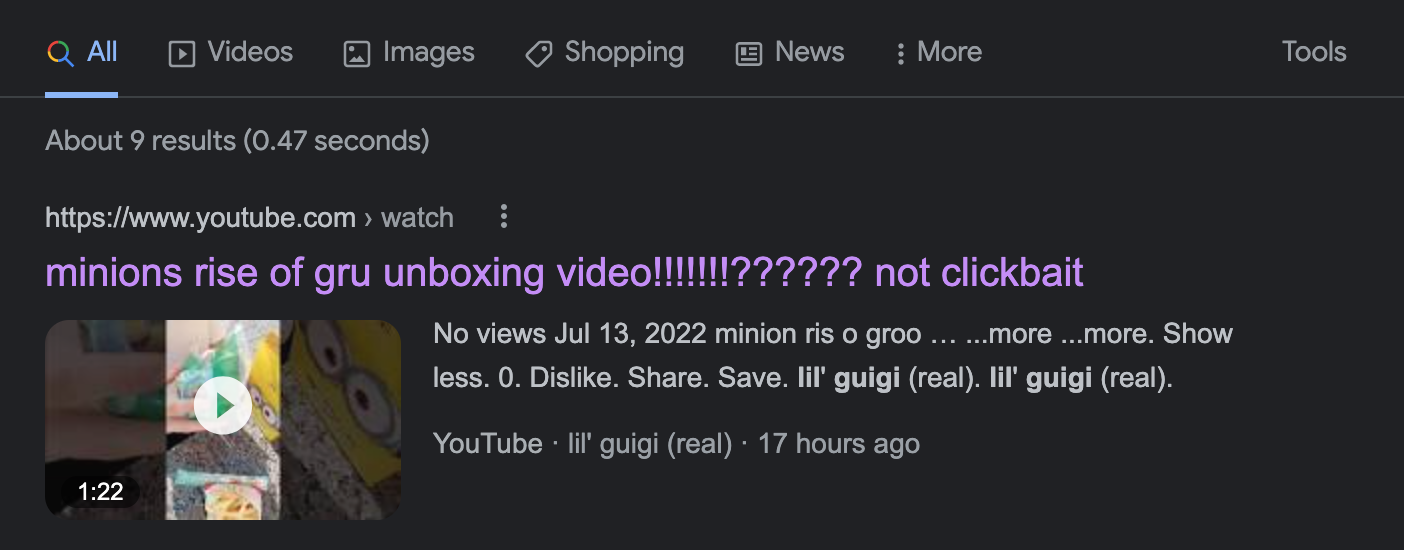 All Videos Images Shopping News More Tools
About 9 results (0.47 seconds)
https://www.youtube.com › watch
minions rise of gru unboxing video!!!!!!!?????? not clickbait
No views Jul 13, 2022 minion ris o groo … ...more ...more. Show
less. 0. Dislike. Share. Save. lil' guigi (real). lil' guigi (real).
1:22
YouTube · lil' guigi (real) · 17 hours ago